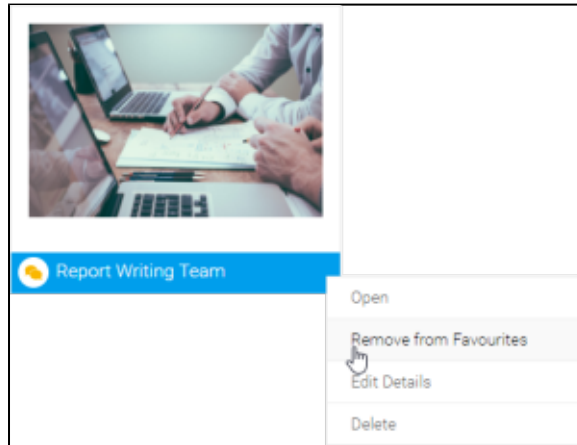 Report Writing Team
Open
Remove from Favourites
Edit Details
Delete